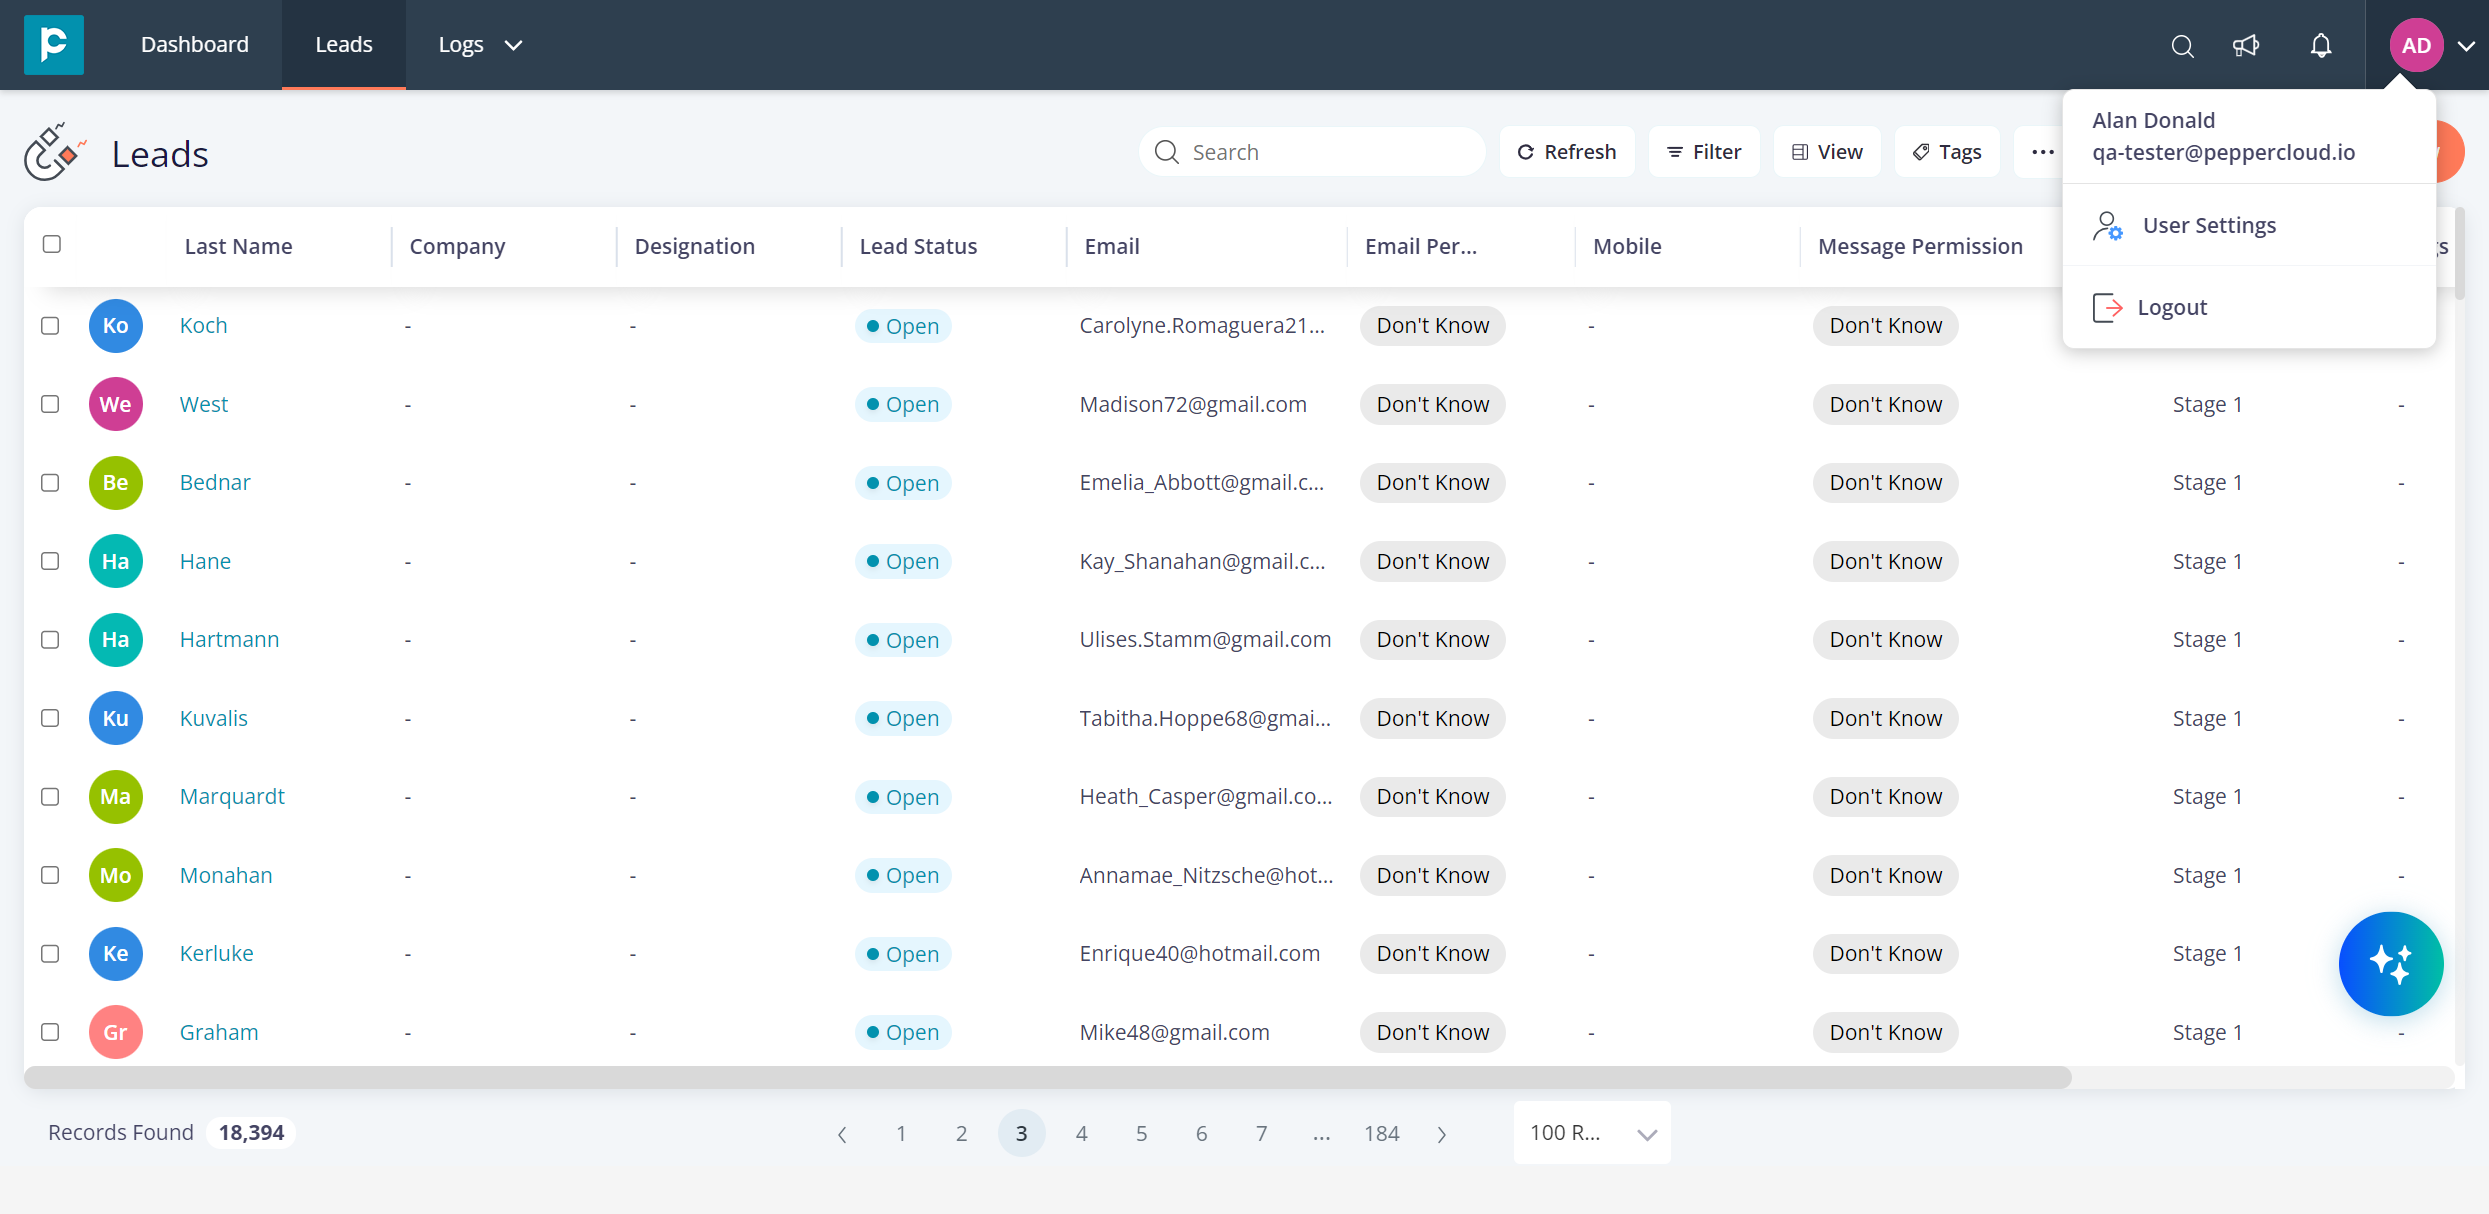 Dashboard Leads Logs AD
Alan Donald
qa-tester@peppercloud.io
User Settings
Logout
Leads Search Refresh Filter View Tags ...
Last Name Company Designation Lead Status Email Email Per... Mobile Message Permission
Ko Koch - - Open Carolyne.Romaguera21... Don't Know - Don't Know
We West - - Open Madison72@gmail.com Don't Know - Don't Know Stage 1 -
Be Bednar - - Open Emelia_Abbott@gmail.c... Don't Know - Don't Know Stage 1 -
Ha Hane - - Open Kay_Shanahan@gmail.c... Don't Know - Don't Know Stage 1 -
Ha Hartmann - - Open Ulises.Stamm@gmail.com Don't Know - Don't Know Stage 1 -
Ku Kuvalis - - Open Tabitha.Hoppe68@gmai... Don't Know - Don't Know Stage 1 -
Ma Marquardt - - Open Heath_Casper@gmail.co... Don't Know - Don't Know Stage 1 -
Mo Monahan - - Open Annamae_Nitzsche@hot... Don't Know - Don't Know Stage 1 -
Ke Kerluke - - Open Enrique40@hotmail.com Don't Know - Don't Know Stage 1
Gr Graham - - Open Mike48@gmail.com Don't Know - Don't Know Stage 1 -
Records Found 18,394 1 2 3 4 5 6 7 ... 184 100 R...